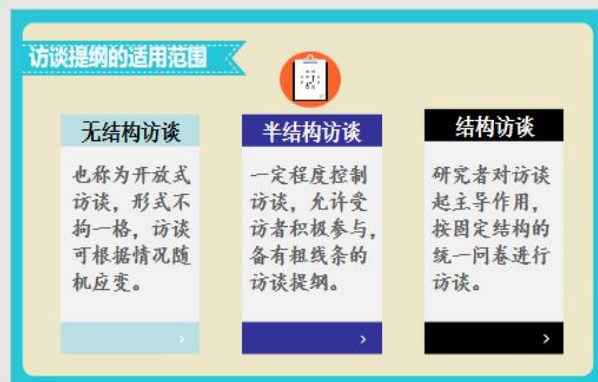 访谈提纲的适用范围
无结构访谈
也称为开放式
访谈，形式不
拘一格，访谈
可根据情况随
机应变。
半结构访谈
一定程度控制
访谈，允许受
访者积极参与，
备有粗线条的
访谈提纲。
结构访谈
研究者对访谈
起主导作用，
按固定结构的
统一问卷进行
访谈。